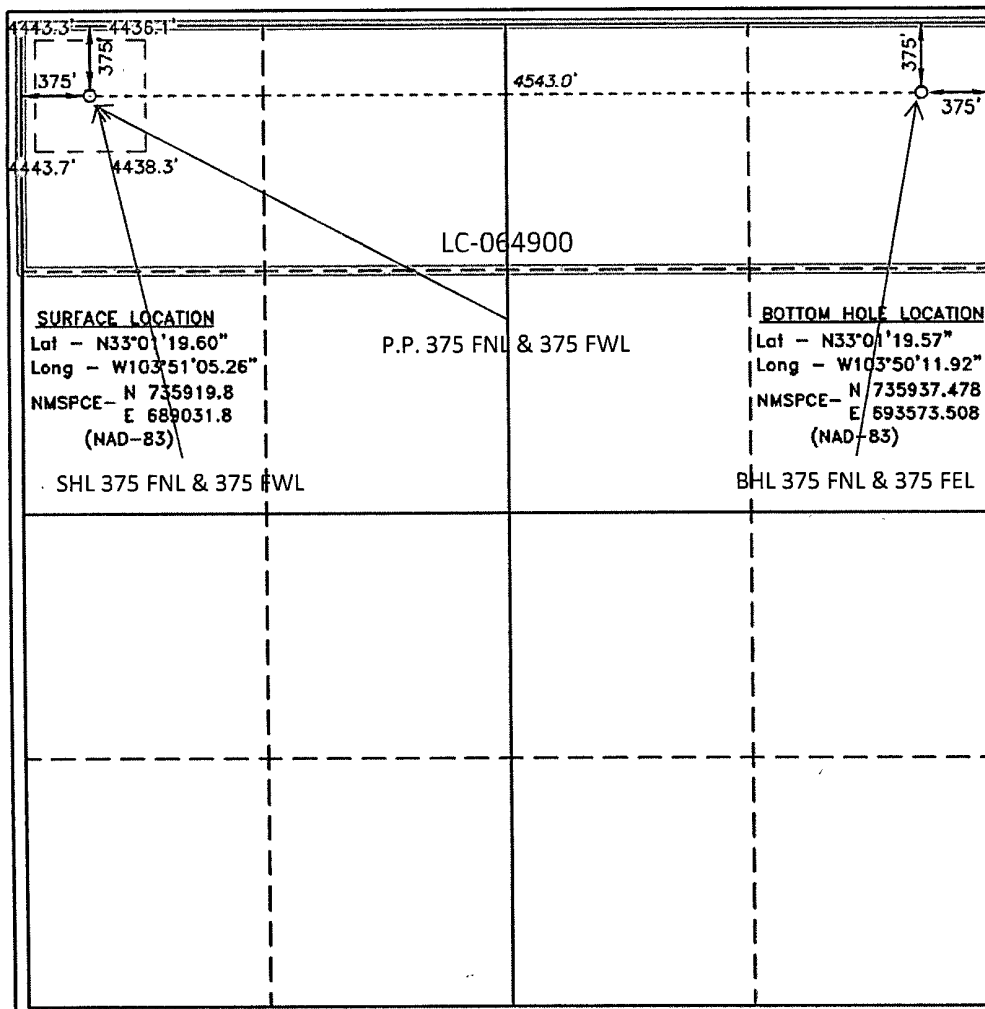 4443.3' 4436.1'
375'
375'
4543.0'
375'
375'
4443.7' 4438.3'
LC-064900
SURFACE LOCATION
Lat - N33°01'19.60"
Long - W103°51'05.26"
NMSPCE- N 735919.8
E 689031.8
(NAD-83)
P.P. 375 FNL & 375 FWL
BOTTOM HOLE LOCATION
Lat - N33°01'19.57"
Long - W103°50'11.92"
NMSPCE- N 735937.478
E 693573.508
(NAD-83)
SHL 375 FNL & 375 FWL
BHL 375 FNL & 375 FEL